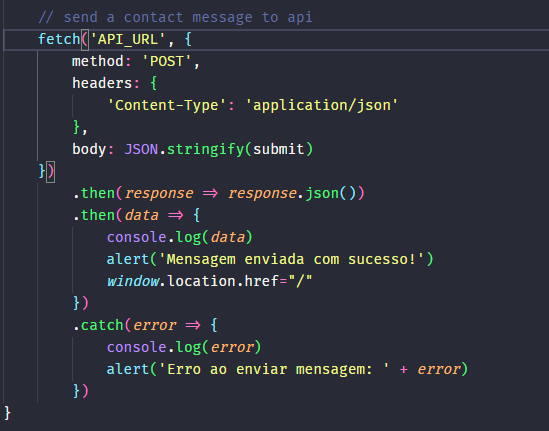 // send a contact message to api
fetch('API_URL', {
method: 'POST',
headers: {
'Content-Type': 'application/json'
},
body: JSON.stringify(submit)
})
.then(response => response.json())
.then(data => {
console.log(data)
alert('Mensagem enviada com sucesso!')
window.location.href="/"
})
.catch(error => {
console.log(error)
alert('Erro ao enviar mensagem: ' + error)
})
}